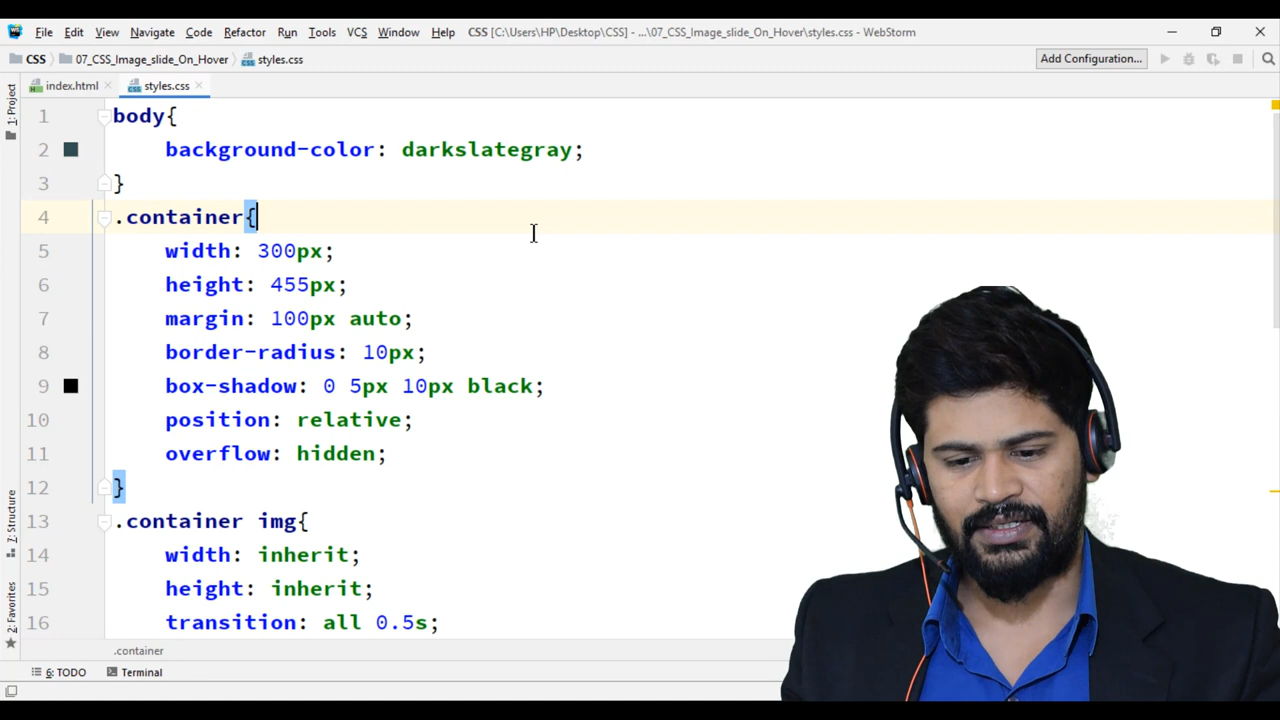 File Edit View Navigate Code Refactor Run Tools VCS Window Help CSS [C:\Users\HP\Desktop\CSS] - ...\07_CSS_Image_slide_On_Hover\styles.css - WebStorm
CSS 07_CSS_Image_slide_On_Hover styles.css Add Configuration...
index.html styles.css
1: Project
1 body{
2 background-color: darkslategray;
3 }
4 .container{
5 width: 300px;
6 height: 455px;
7 margin: 100px auto;
8 border-radius: 10px;
9 box-shadow: 0 5px 10px black;
10 position: relative;
11 overflow: hidden;
12 }
13 .container img{
14 width: inherit;
15 height: inherit;
16 transition: all 0.5s;
7: Structure
2: Favorites
.container
6: TODO Terminal